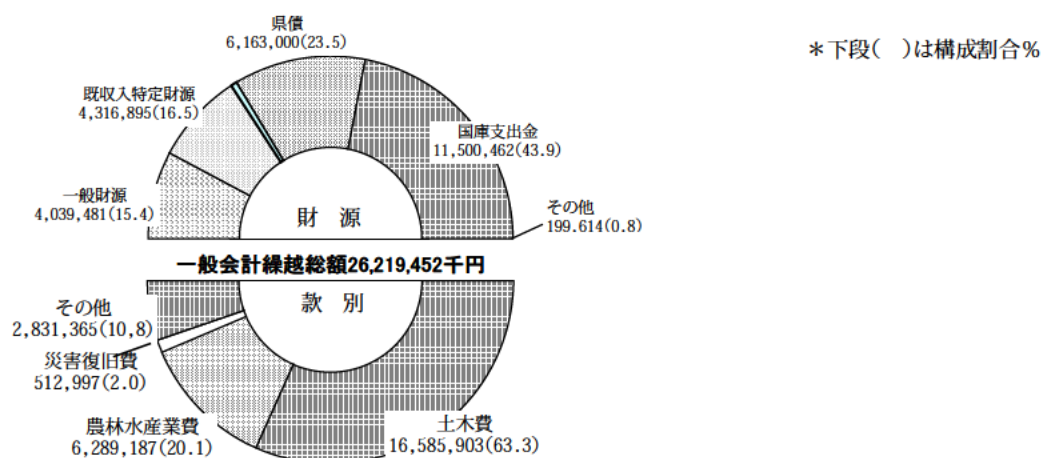 県債
6,163,000(23.5)
*下段( )は構成割合%
既収入特定財源
4,316,895(16.5)
国庫支出金
11,500,462(43.9)
一般財源
4,039,481(15.4)
財 源
その他
199.614(0.8)
一般会計繰越総額26,219,452千円
款 別
その他
2,831,365(10,8)
災害復旧費
512,997(2.0)
農林水産業費
6,289,187(20.1)
土木費
16,585,903(63.3)